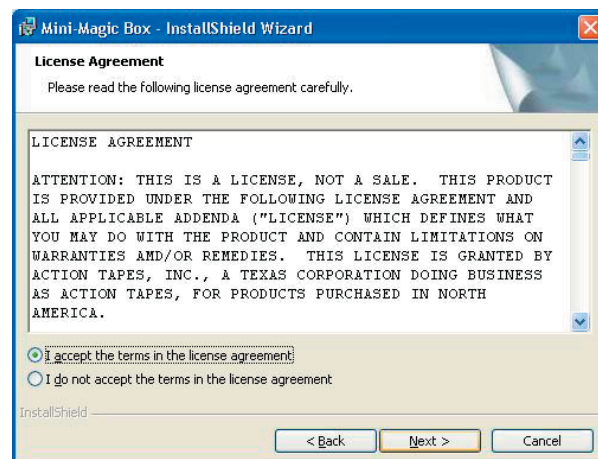 Mini-Magic Box - InstallShield Wizard
License Agreement
Please read the following license agreement carefully.
LICENSE AGREEMENT
ATTENTION: THIS IS A LICENSE, NOT A SALE. THIS PRODUCT
IS PROVIDED UNDER THE FOLLOWING LICENSE AGREEMENT AND
ALL APPLICABLE ADDENDA ("LICENSE") WHICH DEFINES WHAT
YOU MAY DO WITH THE PRODUCT AND CONTAIN LIMITATIONS ON
WARRANTIES AMD/OR REMEDIES. THIS LICENSE IS GRANTED BY
ACTION TAPES, INC., A TEXAS CORPORATION DOING BUSINESS
AS ACTION TAPES, FOR PRODUCTS PURCHASED IN NORTH
AMERICA.
I accept the terms in the license agreement
I do not accept the terms in the license agreement
InstallShield
< Back Next > Cancel